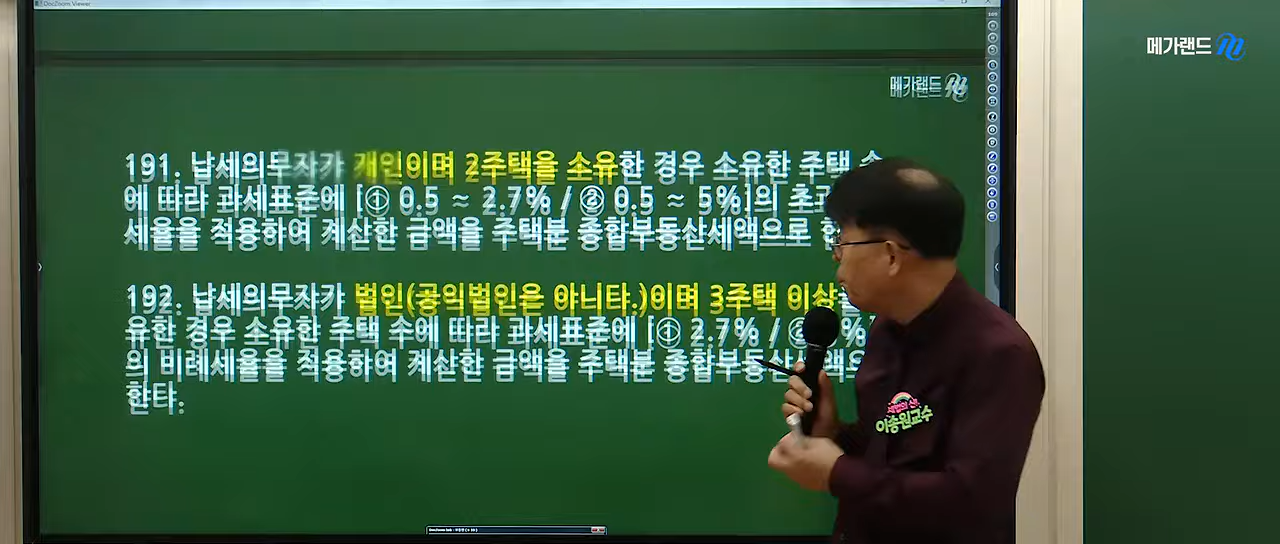 DocZoom Viewer
메가랜드
메가랜드
191. 납세의무자가 개인이며 2주택을 소유한 경우 소유한 주택 수
에 따라 과세표준에 [① 0.5 ~ 2.7% / ② 0.5 ~ 5%]의 초과
세율을 적용하여 계산한 금액을 주택분 종합부동산세액으로
192. 납세의무자가 법인(공익법인은 아니다.)이며 3주택 이상
유한 경우 소유한 주택 수에 따라 과세표준에 [① 2.7% / %]
의 비례세율을 적용하여 계산한 금액을 주택분 종합부동산세액으
한다.
이송원교수